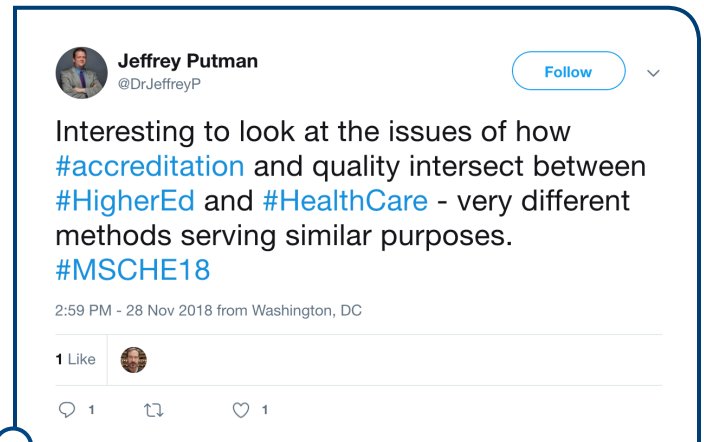 Jeffrey Putman
@DrJeffreyP
Follow
Interesting to look at the issues of how
#accreditation and quality intersect between
#HigherEd and #HealthCare - very different
methods serving similar purposes.
#MSCHE18
2:59 PM - 28 Nov 2018 from Washington, DC
1 Like
1
1